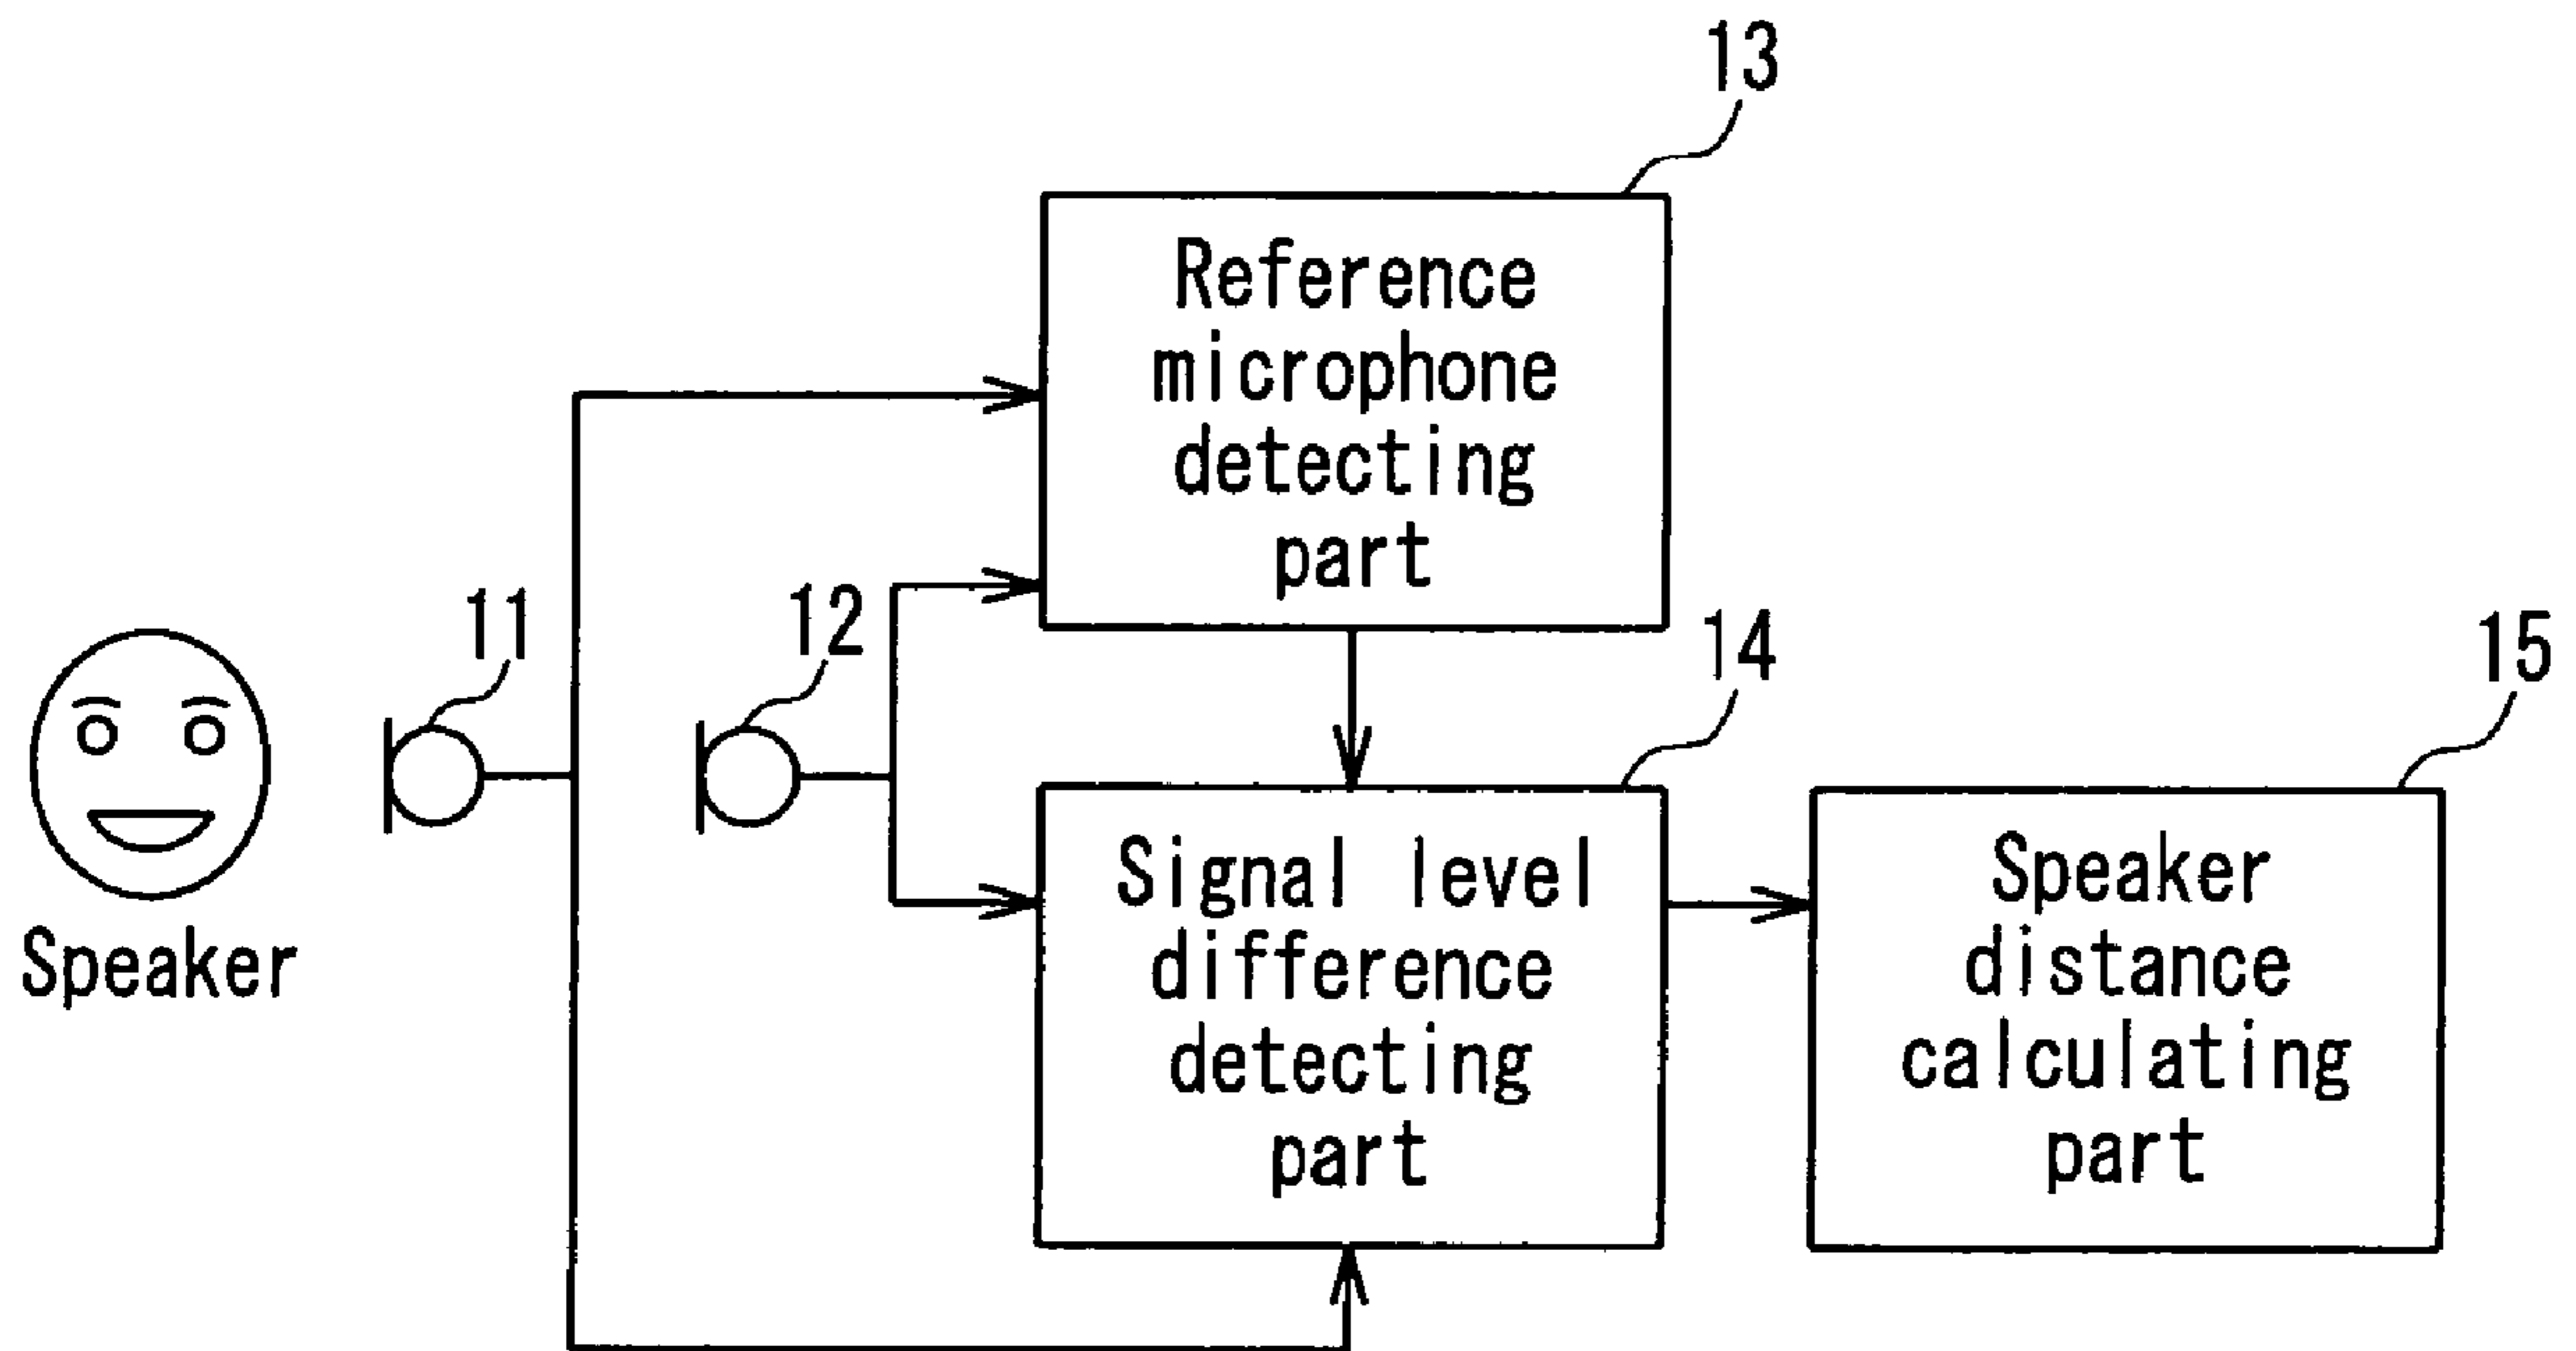 13
Reference
microphone
detecting
part
11
12
14
15
Speaker
Signal level
difference
detecting
part
Speaker
distance
calculating
part